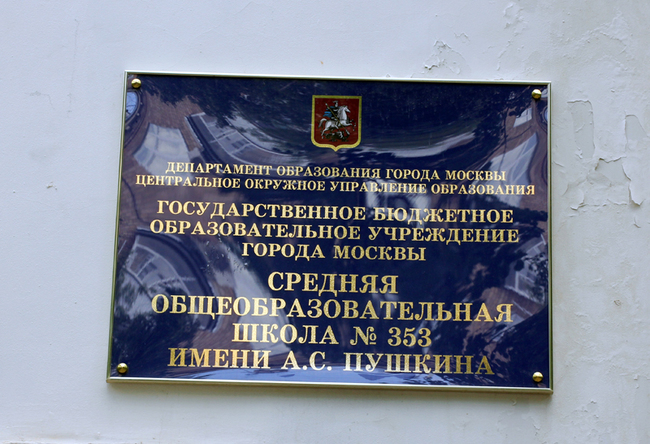 ДЕПАРТАМЕНТ ОБРАЗОВАНИЯ ГОРОДА МОСКВЫ
ЦЕНТРАЛЬНОЕ ОКРУЖНОЕ УПРАВЛЕНИЕ ОБРАЗОВАНИЯ
ГОСУДАРСТВЕННОЕ БЮДЖЕТНОЕ
ОБРАЗОВАТЕЛЬНОЕ УЧРЕЖДЕНИЕ
ГОРОДА МОСКВЫ
СРЕДНЯЯ
ОБЩЕОБРАЗОВАТЕЛЬНАЯ
ШКОЛА № 353
ИМЕНИ А.С. ПУШКИНА